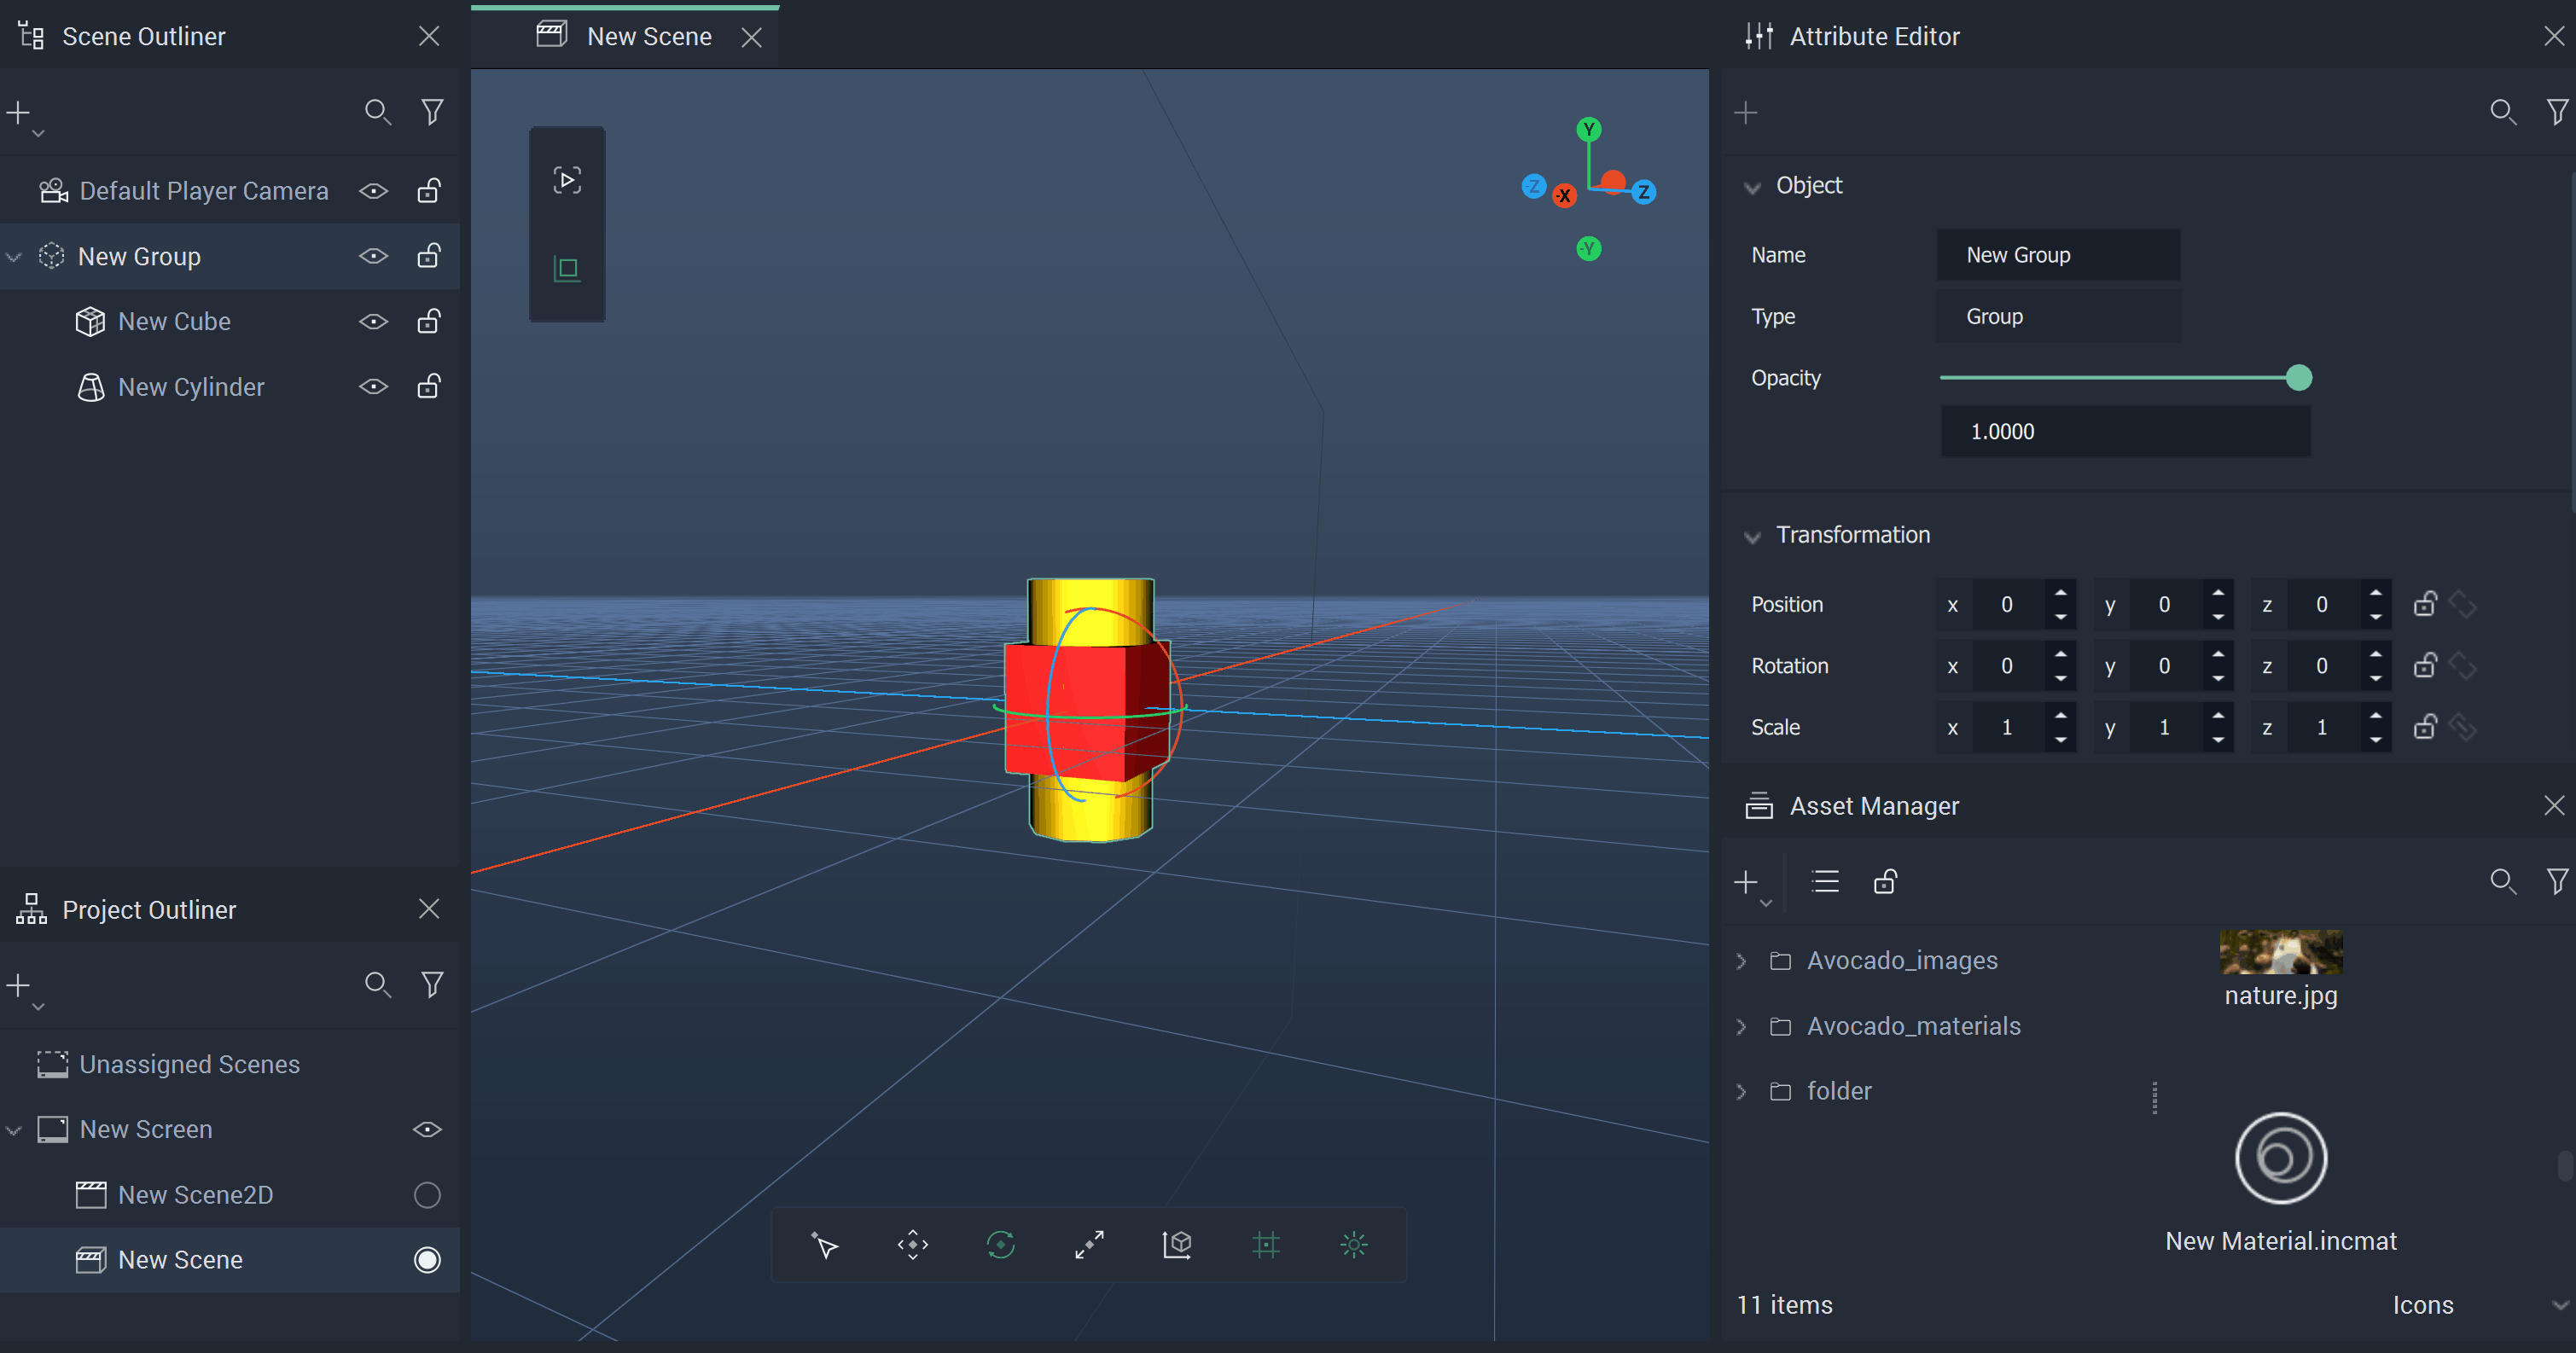 Scene Outliner
Default Player Camera
New Group
New Cube
New Cylinder
Project Outliner
Unassigned Scenes
New Screen
New Scene2D
New Scene
New Scene
Y
-Z
-X
Z
-Y
Attribute Editor
Object
Name New Group
Type Group
Opacity
1.0000
Transformation
Position x 0 y 0 z 0
Rotation x 0 y 0 z 0
Scale x 1 y 1 z 1
Asset Manager
Avocado_images
Avocado_materials
folder
nature.jpg
New Material.incmat
11 items Icons